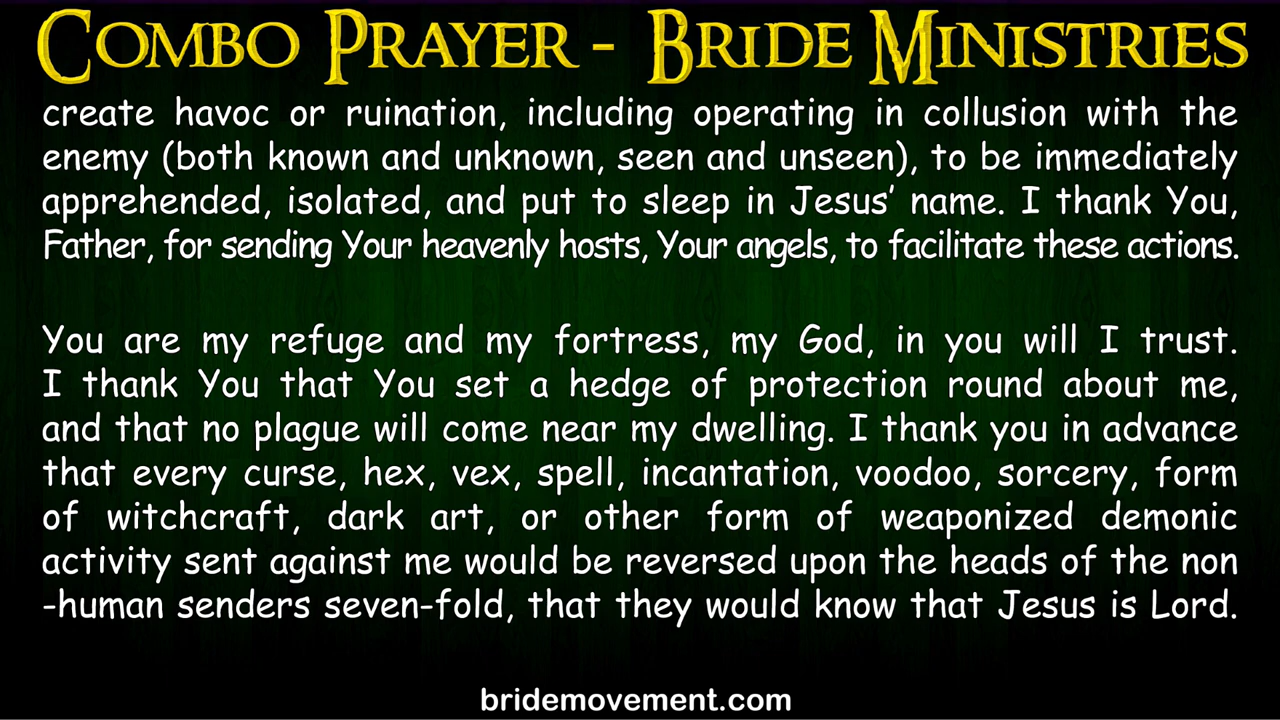 Combo Prayer - Bride Ministries
create havoc or ruination, including operating in collusion with the
enemy (both known and unknown, seen and unseen), to be immediately
apprehended, isolated, and put to sleep in Jesus’ name. I thank You,
Father, for sending Your heavenly hosts, Your angels, to facilitate these actions.
You are my refuge and my fortress, my God, in you will I trust.
I thank You that You set a hedge of protection round about me,
and that no plague will come near my dwelling. I thank you in advance
that every curse, hex, vex, spell, incantation, voodoo, sorcery, form
of witchcraft, dark art, or other form of weaponized demonic
activity sent against me would be reversed upon the heads of the non
-human senders seven-fold, that they would know that Jesus is Lord.
bridemovement.com